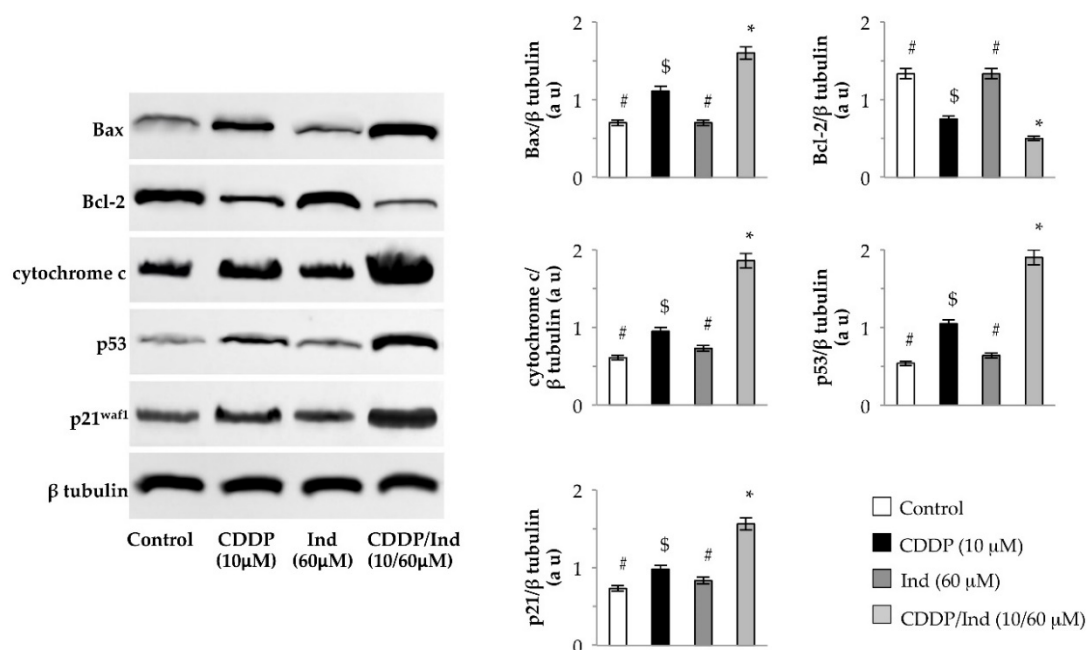 Bax
Bcl-2
cytochrome c
p53
p21waf1
β tubulin
Control
CDDP
(10μM)
Ind
(60μM)
CDDP/Ind
(10/60μM)
Bax/β tubulin
(a u)
2
1
0
#
$
#
*
Bcl-2/β tubulin
(a u)
2
1
0
#
$
#
*
cytochrome c/
β tubulin (a u)
2
1
0
#
$
#
*
p53/β tubulin
(a u)
2
1
0
#
$
#
*
p21/β tubulin
(a u)
2
1
0
#
$
#
*
Control
CDDP (10 μM)
Ind (60 μM)
CDDP/Ind (10/60 μM)